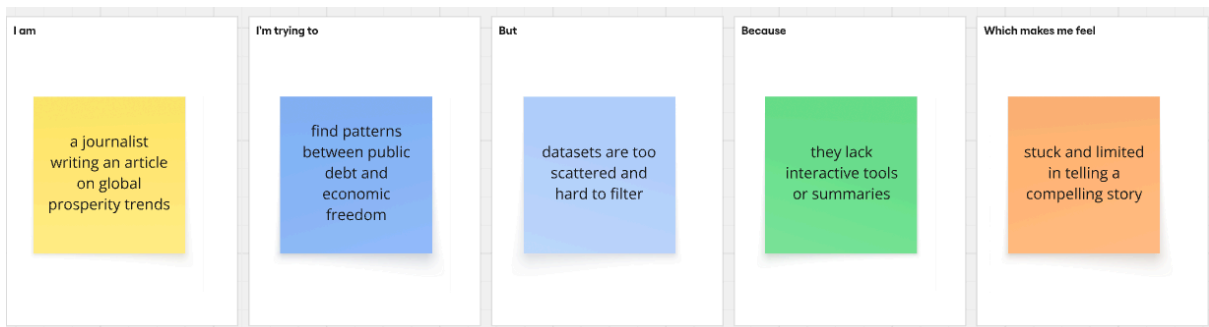 I am
a journalist
writing an article
on global
prosperity trends
I'm trying to
find patterns
between public
debt and
economic
freedom
But
datasets are too
scattered and
hard to filter
Because
they lack
interactive tools
or summaries
Which makes me feel
stuck and limited
in telling a
compelling story